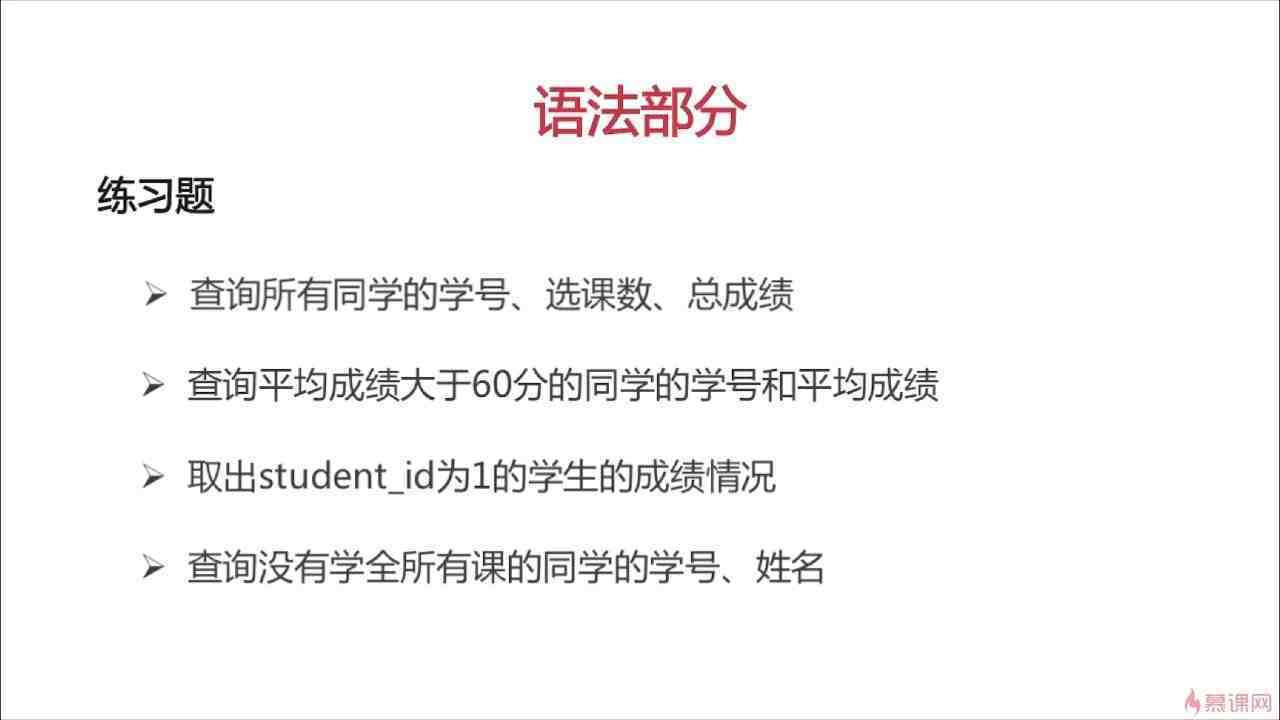 语法部分
练习题
查询所有同学的学号、选课数、总成绩
查询平均成绩大于60分的同学的学号和平均成绩
取出student_id为1的学生的成绩情况
查询没有学全所有课的同学的学号、姓名
慕课网